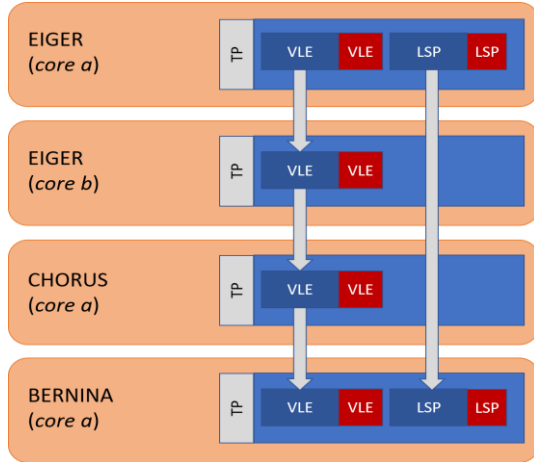 EIGER
(core a)
TP
VLE VLE LSP LSP
EIGER
(core b)
TP
VLE VLE
CHORUS
(core a)
TP
VLE VLE
BERNINA
(core a)
TP
VLE VLE LSP LSP